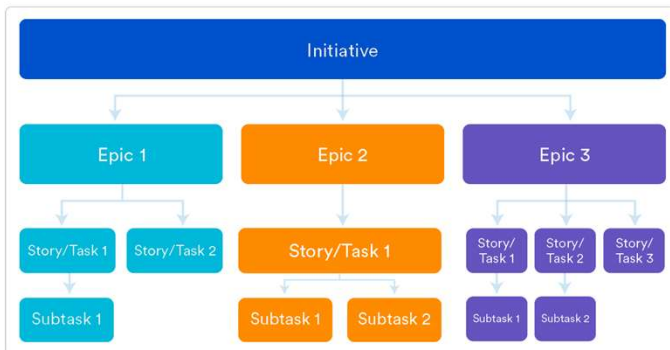 Initiative
Epic 1
Epic 2
Epic 3
Story/Task 1
Story/Task 2
Story/Task 1
Story/
Task 1
Story/
Task 2
Story/
Task 3
Subtask 1
Subtask 1
Subtask 2
Subtask 1
Subtask 2